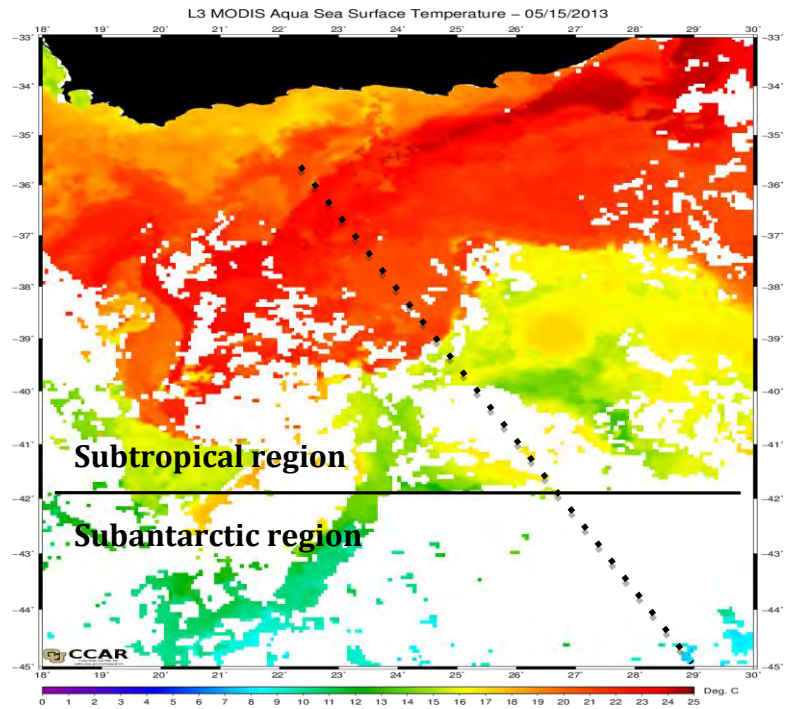 L3 MODIS Aqua Sea Surface Temperature – 05/15/2013
18° 19° 20° 21° 22° 23° 24° 25° 26° 27° 28° 29° 30°
−33° −33°
−34° −34°
−35° −35°
−36° −36°
−37° −37°
−38° −38°
−39° −39°
−40° −40°
−41° −41°
Subtropical region
−42° −42°
Subantarctic region
−43° −43°
−44° −44°
CCAR
−45° −45°
18° 19° 20° 21° 22° 23° 24° 25° 26° 27° 28° 29° 30°
Deg. C
0 1 2 3 4 5 6 7 8 9 10 11 12 13 14 15 16 17 18 19 20 21 22 23 24 25